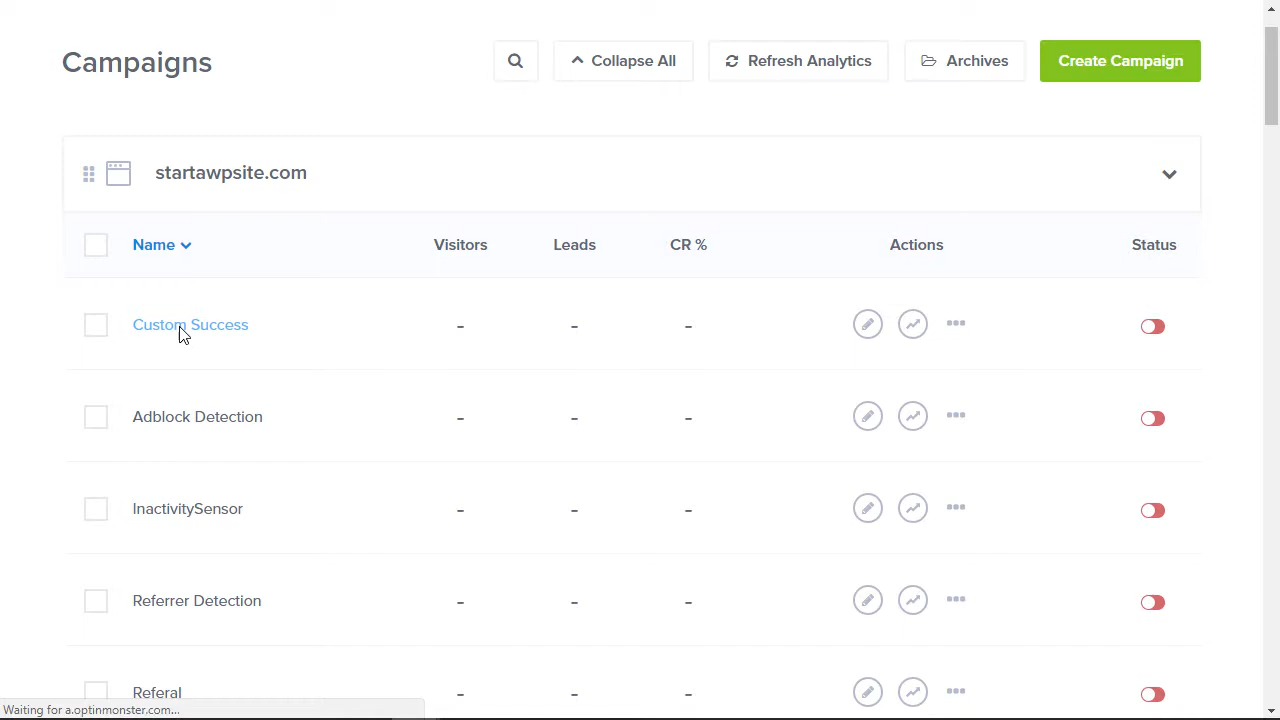 Campaigns
Collapse All
Refresh Analytics
Archives
Create Campaign
startawpsite.com
Name Visitors Leads CR % Actions Status
Custom Success - - -
Adblock Detection - - -
InactivitySensor - - -
Referrer Detection - - -
Referal - - -
Waiting for a.optinmonster.com...